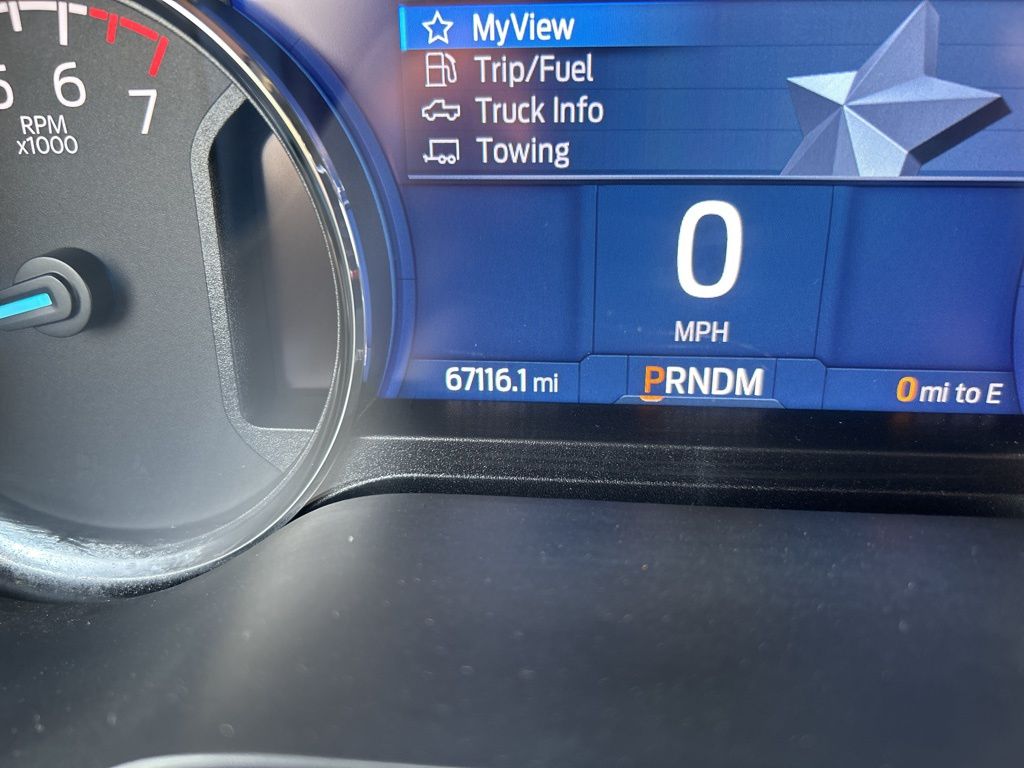 5
6
7
RPM
x1000
MyView
Trip/Fuel
Truck Info
Towing
0
MPH
67116.1 mi
PRNDM
0 mi to E